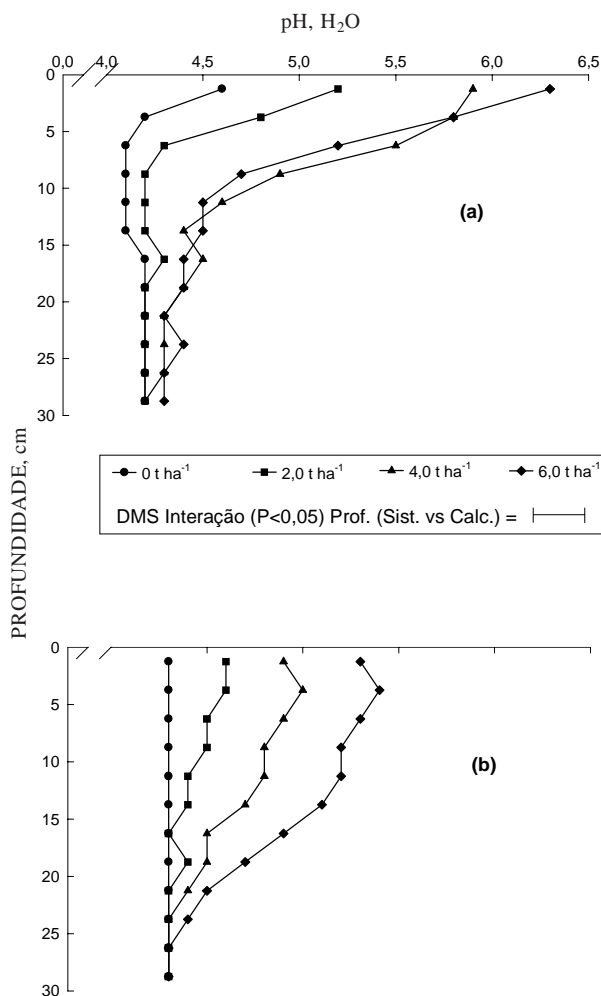 pH, H2O
0,0 4,0 4,5 5,0 5,5 6,0 6,5
0
5
10
15
20
25
30
(a)
PROFUNDIDADE, cm
0 t ha-1 2,0 t ha-1 4,0 t ha-1 6,0 t ha-1
DMS Interação (P<0,05) Prof. (Sist. vs Calc.) =
0
5
10
15
20
25
30
(b)